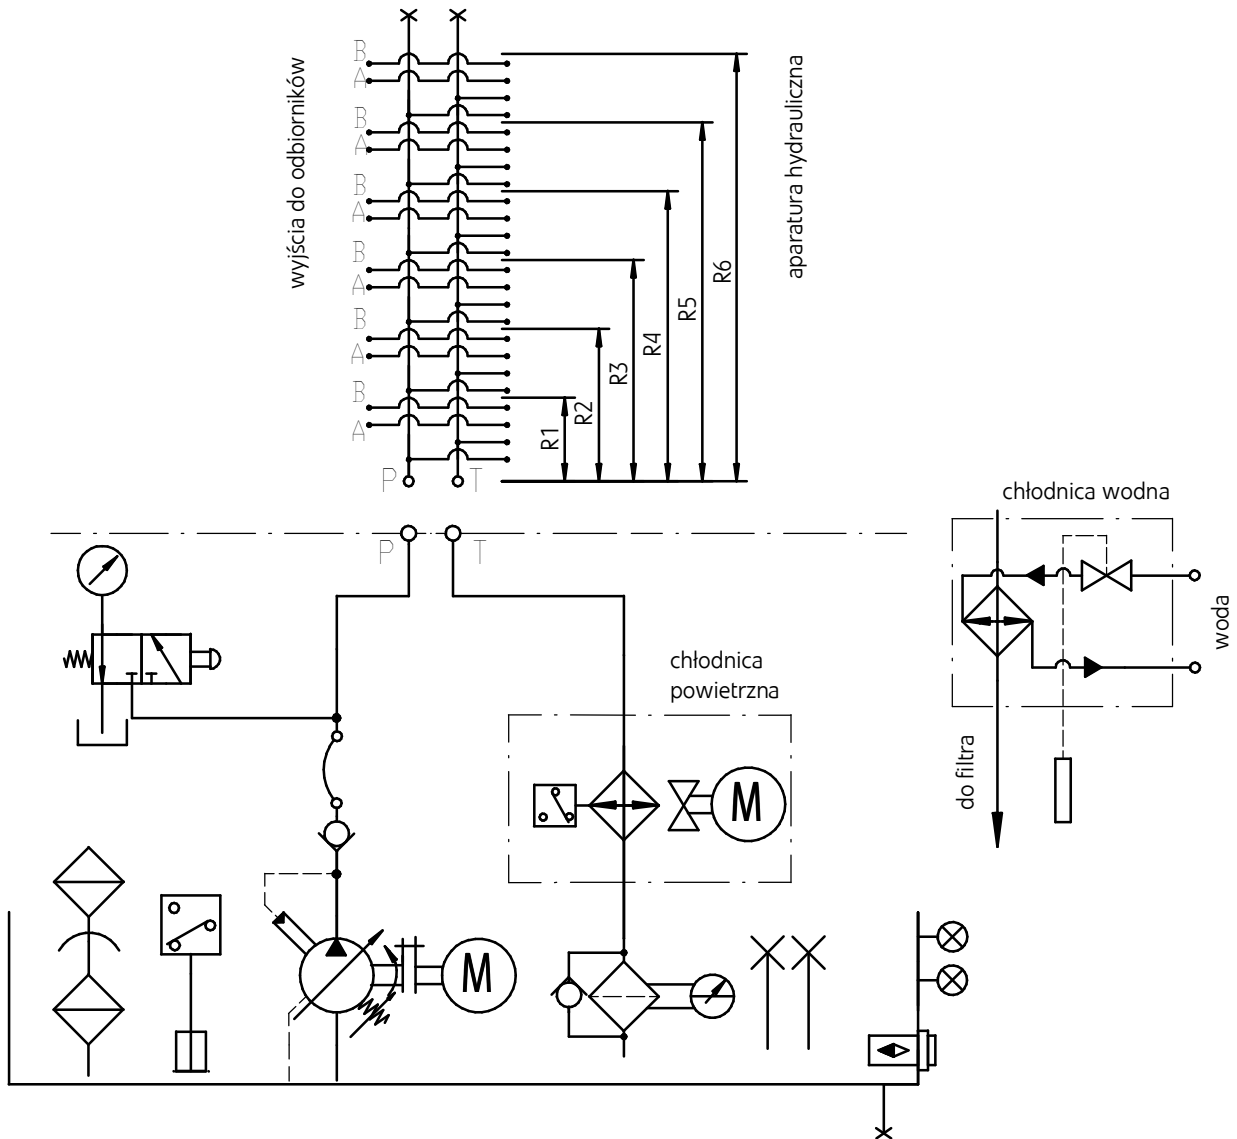 wyjścia do odbiorników
B
A
B
A
B
A
B
A
B
A
B
A
P
T
R1
R2
R3
R4
R5
R6
aparatura hydrauliczna
P
T
chłodnica wodna
woda
do filtra
chłodnica
powietrzna
M
M